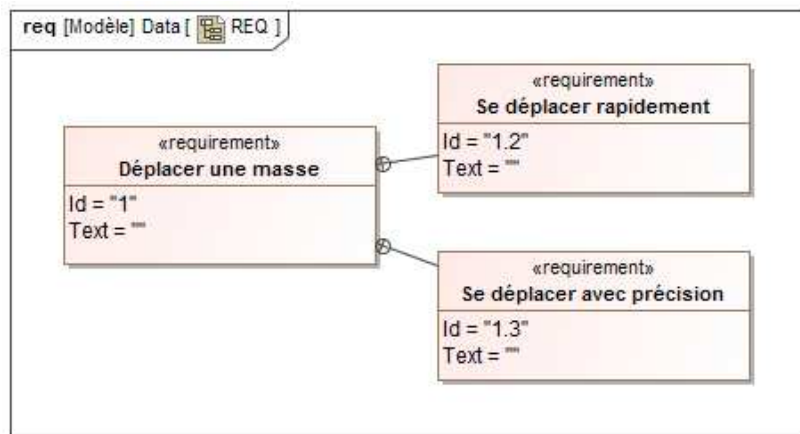 req [Modèle] Data [ REQ ]
«requirement»
Déplacer une masse
Id = "1"
Text = ""
«requirement»
Se déplacer rapidement
Id = "1.2"
Text = ""
«requirement»
Se déplacer avec précision
Id = "1.3"
Text = ""